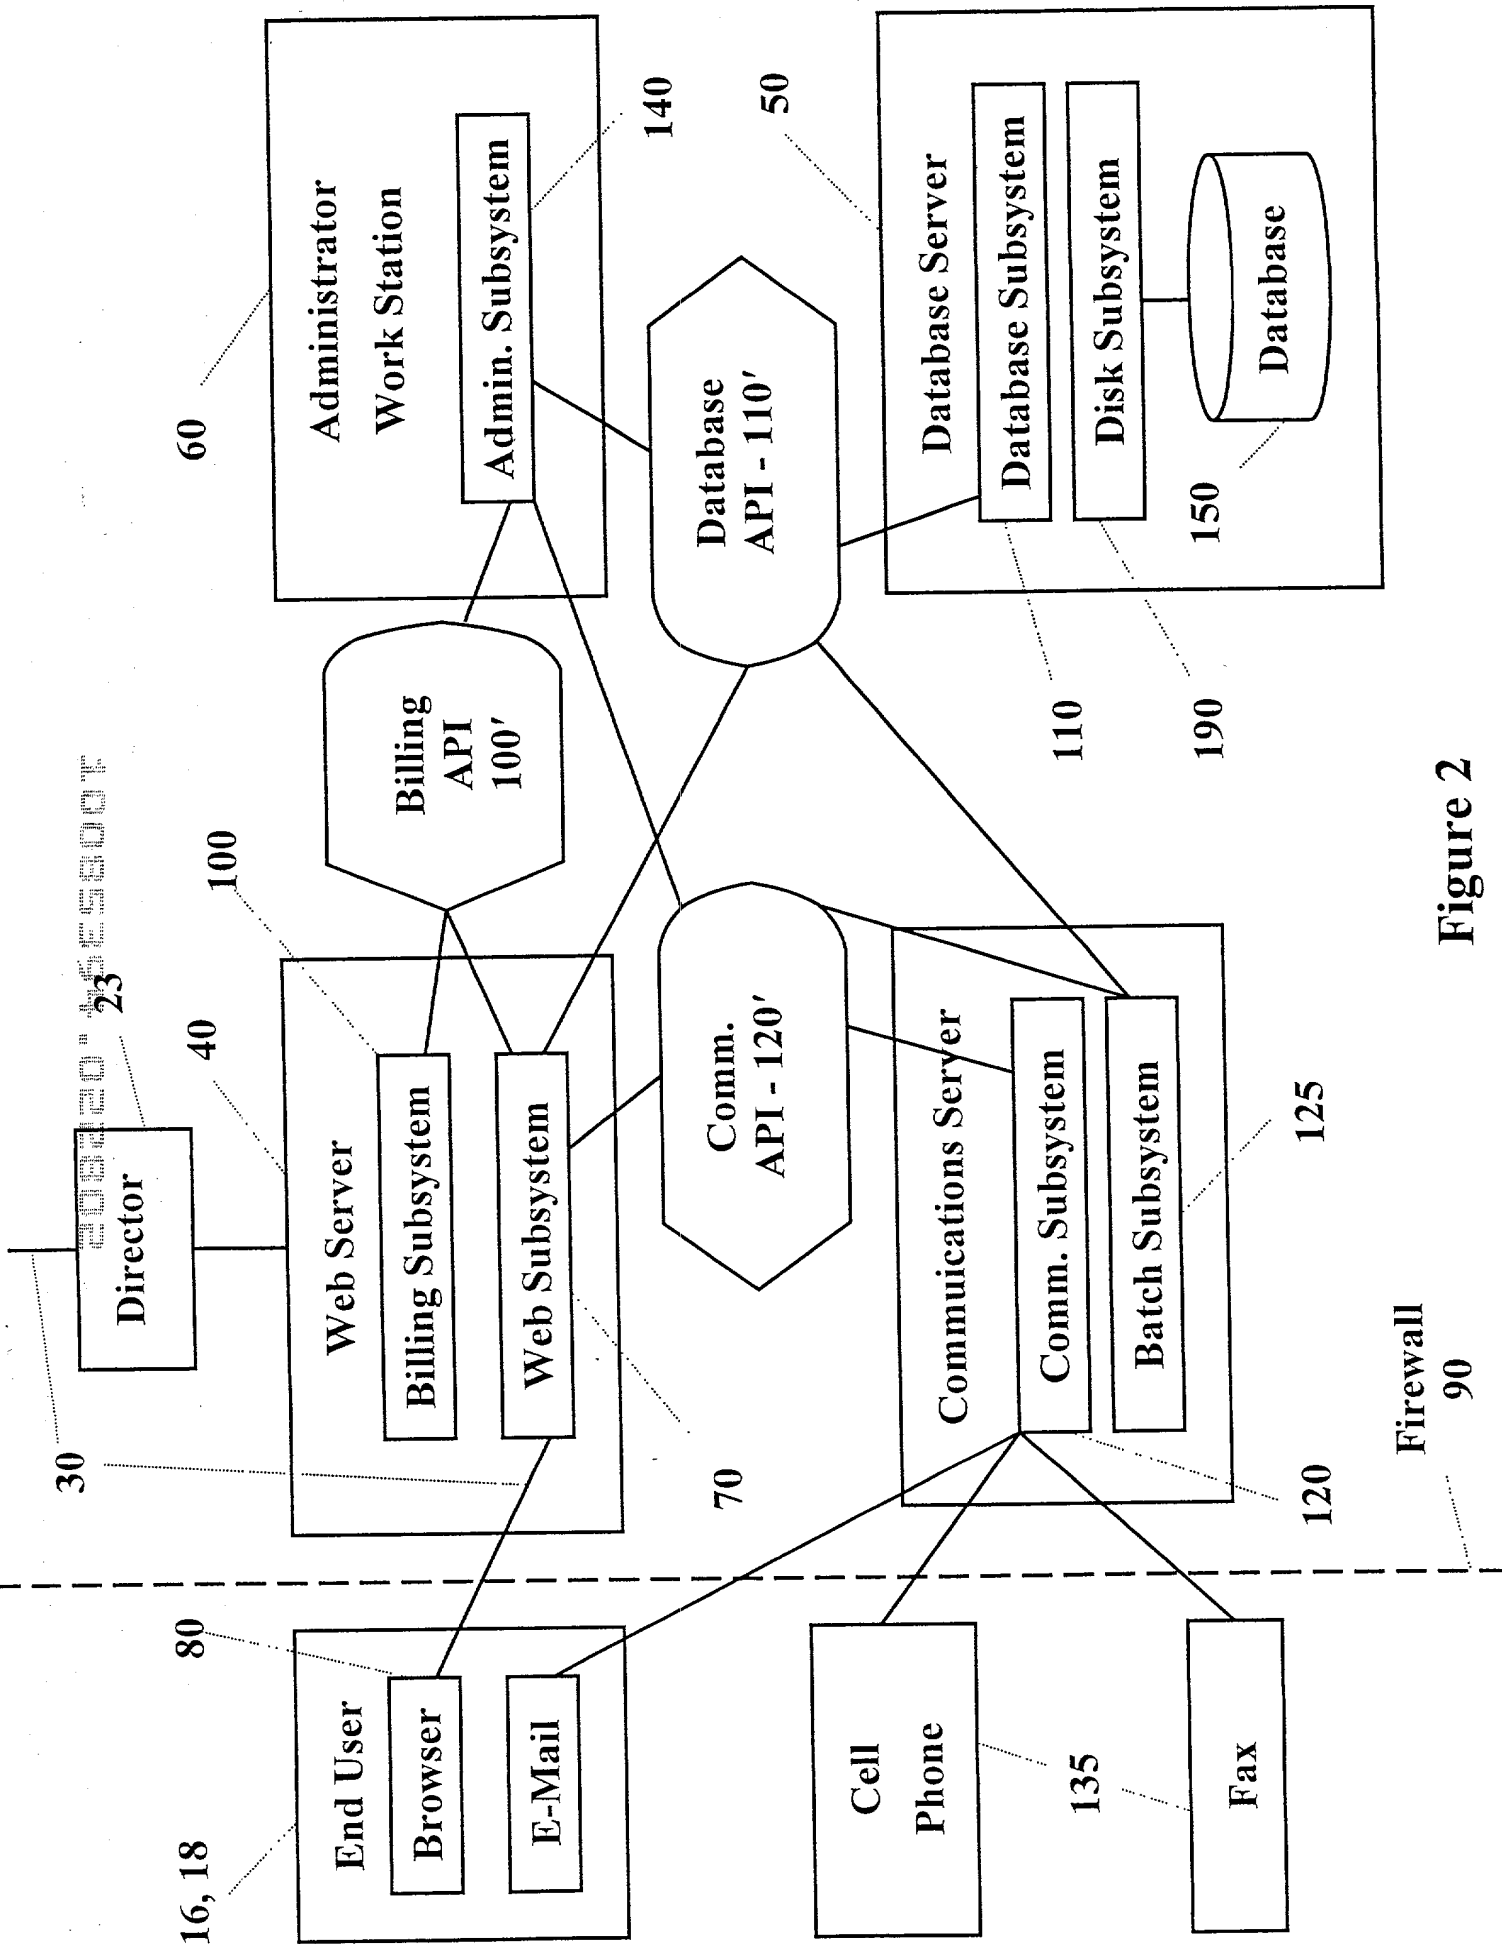 30
23
Director
16, 18
80
End User
Browser
E-Mail
40
100
Web Server
Billing Subsystem
Web Subsystem
70
Billing
API
100′
60
Administrator
Work Station
Admin. Subsystem
140
Comm.
API - 120′
Database
API - 110′
50
Cell
Phone
135
Fax
Commuications Server
Comm. Subsystem
Batch Subsystem
120
125
Database Server
Database Subsystem
Disk Subsystem
Database
110
190
150
Firewall
90
Figure 2